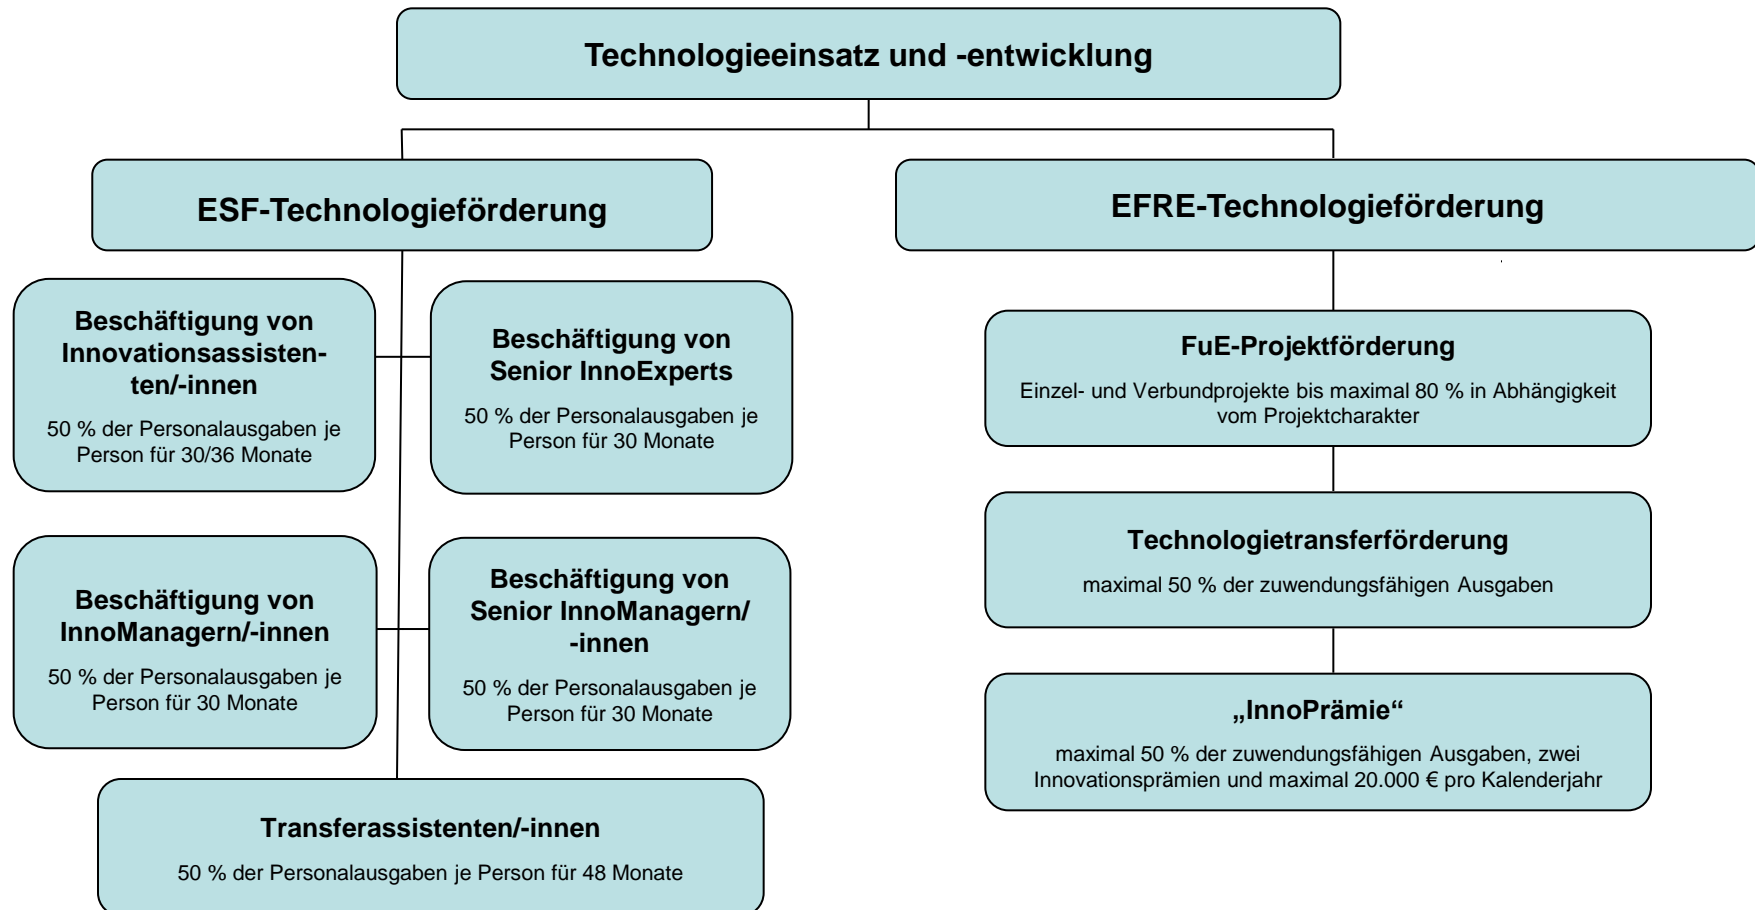 Technologieeinsatz und -entwicklung
ESF-Technologieförderung
Beschäftigung von
Innovationsassisten-
ten/-innen
50 % der Personalausgaben je
Person für 30/36 Monate
Beschäftigung von
Senior InnoExperts
50 % der Personalausgaben je
Person für 30 Monate
Beschäftigung von
InnoManagern/-innen
50 % der Personalausgaben je
Person für 30 Monate
Beschäftigung von
Senior InnoManagern/
-innen
50 % der Personalausgaben je
Person für 30 Monate
Transferassistenten/-innen
50 % der Personalausgaben je Person für 48 Monate
EFRE-Technologieförderung
FuE-Projektförderung
Einzel- und Verbundprojekte bis maximal 80 % in Abhängigkeit
vom Projektcharakter
Technologietransferförderung
maximal 50 % der zuwendungsfähigen Ausgaben
„InnoPrämie“
maximal 50 % der zuwendungsfähigen Ausgaben, zwei
Innovationsprämien und maximal 20.000 € pro Kalenderjahr